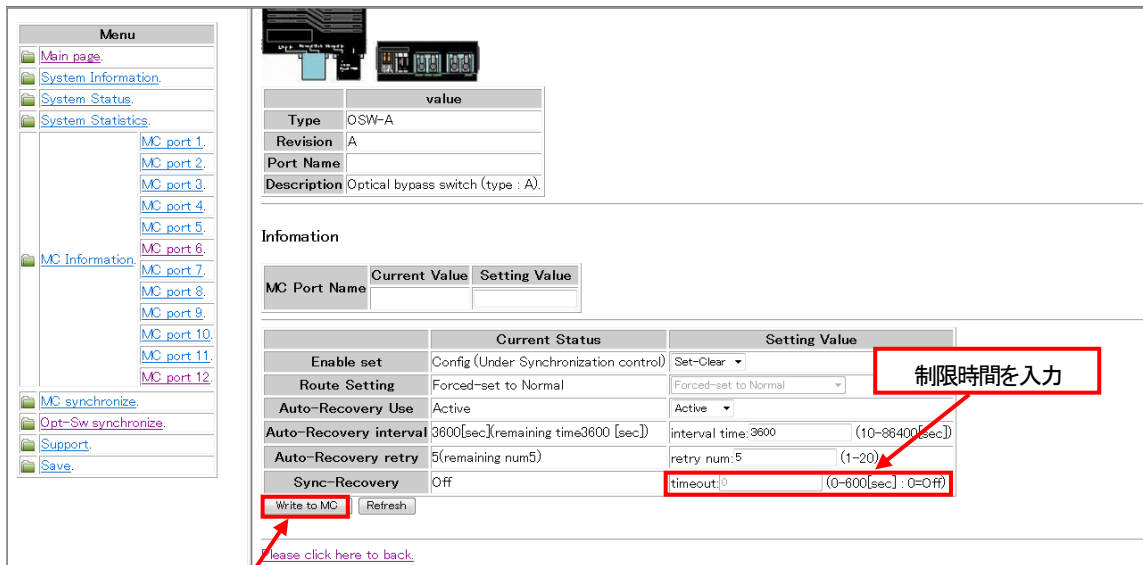 Menu
Main page.
System Information.
System Status.
System Statistics.
MC Information.
MC port 1.
MC port 2.
MC port 3.
MC port 4.
MC port 5.
MC port 6.
MC port 7.
MC port 8.
MC port 9.
MC port 10.
MC port 11.
MC port 12.
MC synchronize.
Opt-Sw synchronize.
Support.
Save.
value
Type OSW-A
Revision A
Port Name
Description Optical bypass switch (type : A).
Infomation
MC Port Name Current Value Setting Value
Current Status Setting Value
Enable set Config (Under Synchronization control) Set-Clear
Route Setting Forced-set to Normal Forced-set to Normal
Auto-Recovery Use Active Active
Auto-Recovery interval 3600[sec](remaining time3600 [sec]) interval time: 3600 (10-86400[sec])
Auto-Recovery retry 5(remaining num5) retry num: 5 (1-20)
Sync-Recovery Off timeout: 0 (0-600[sec] : 0=Off)
制限時間を入力
Write to MC Refresh
Please click here to back.